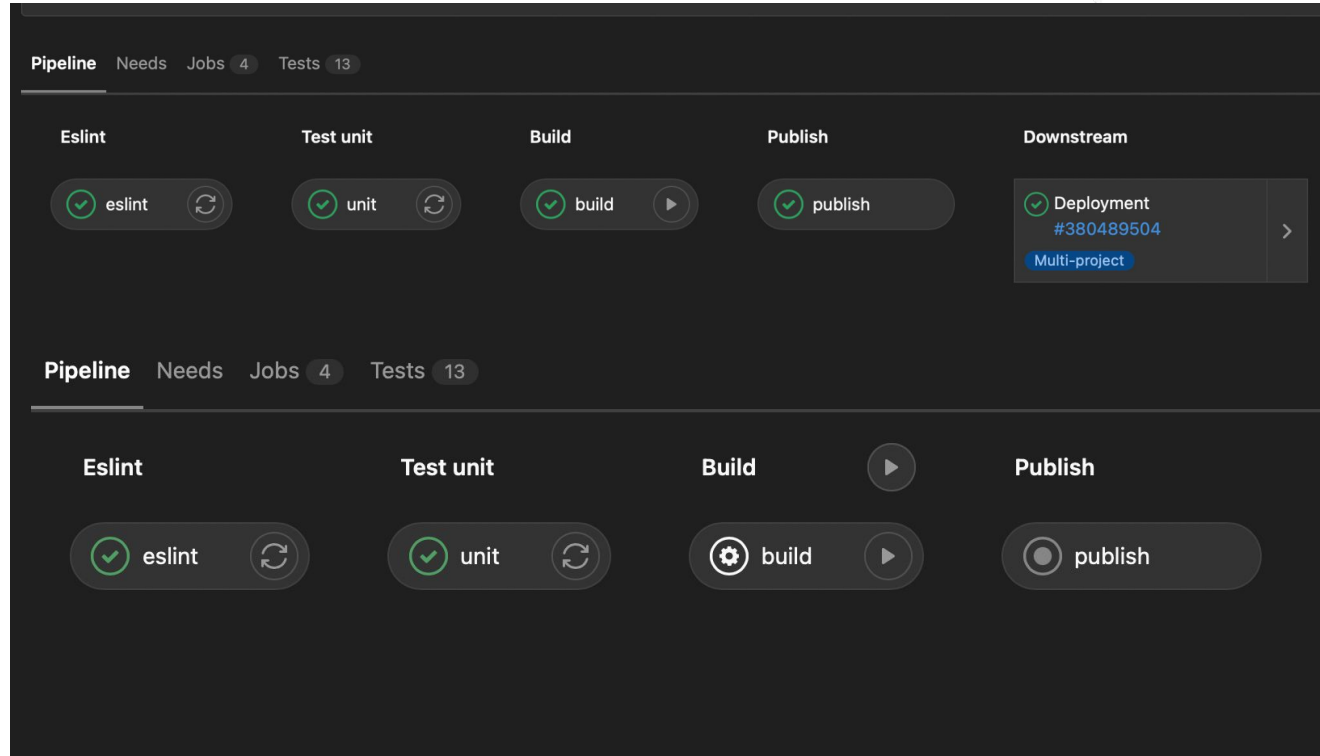 Pipeline Needs Jobs 4 Tests 13
Eslint Test unit Build Publish Downstream
eslint unit build publish Deployment
#380489504
Multi-project
Pipeline Needs Jobs 4 Tests 13
Eslint Test unit Build Publish
eslint unit build publish